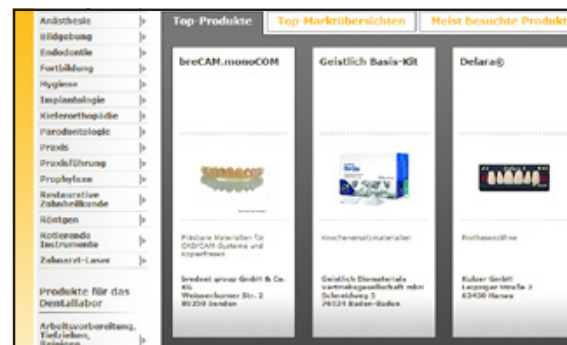 Anästhesie
Bildgebung
Endodontie
Fortbildung
Hygiene
Implantologie
Kieferorthopädie
Parodontologie
Praxis
Praxisführung
Prophylaxe
Restaurative
Zahnheilkunde
Röntgen
Rotierende
Instrumente
Zahnarzt-Laser
Produkte für das
Dentallabor
Arbeitsvorbereitung,
Tiefziehen,
Top-Produkte
Top-Marktübersichten
Meist besuchte Produkt
breCAM.monoCOM
Fräsbare Materialien für
CAD/CAM-Systeme und
Kopierfräsen
bredent group GmbH & Co.
KG
Weissenhorner Str. 2
89250 Senden
Geistlich Basis-Kit
Knochenersatzmaterialien
Geistlich Biomaterials
Vertriebsgesellschaft mbH
Schneidweg 5
76534 Baden-Baden
Delara®
Prothesenzähne
Kulzer GmbH
Leipziger Straße 2
63450 Hanau